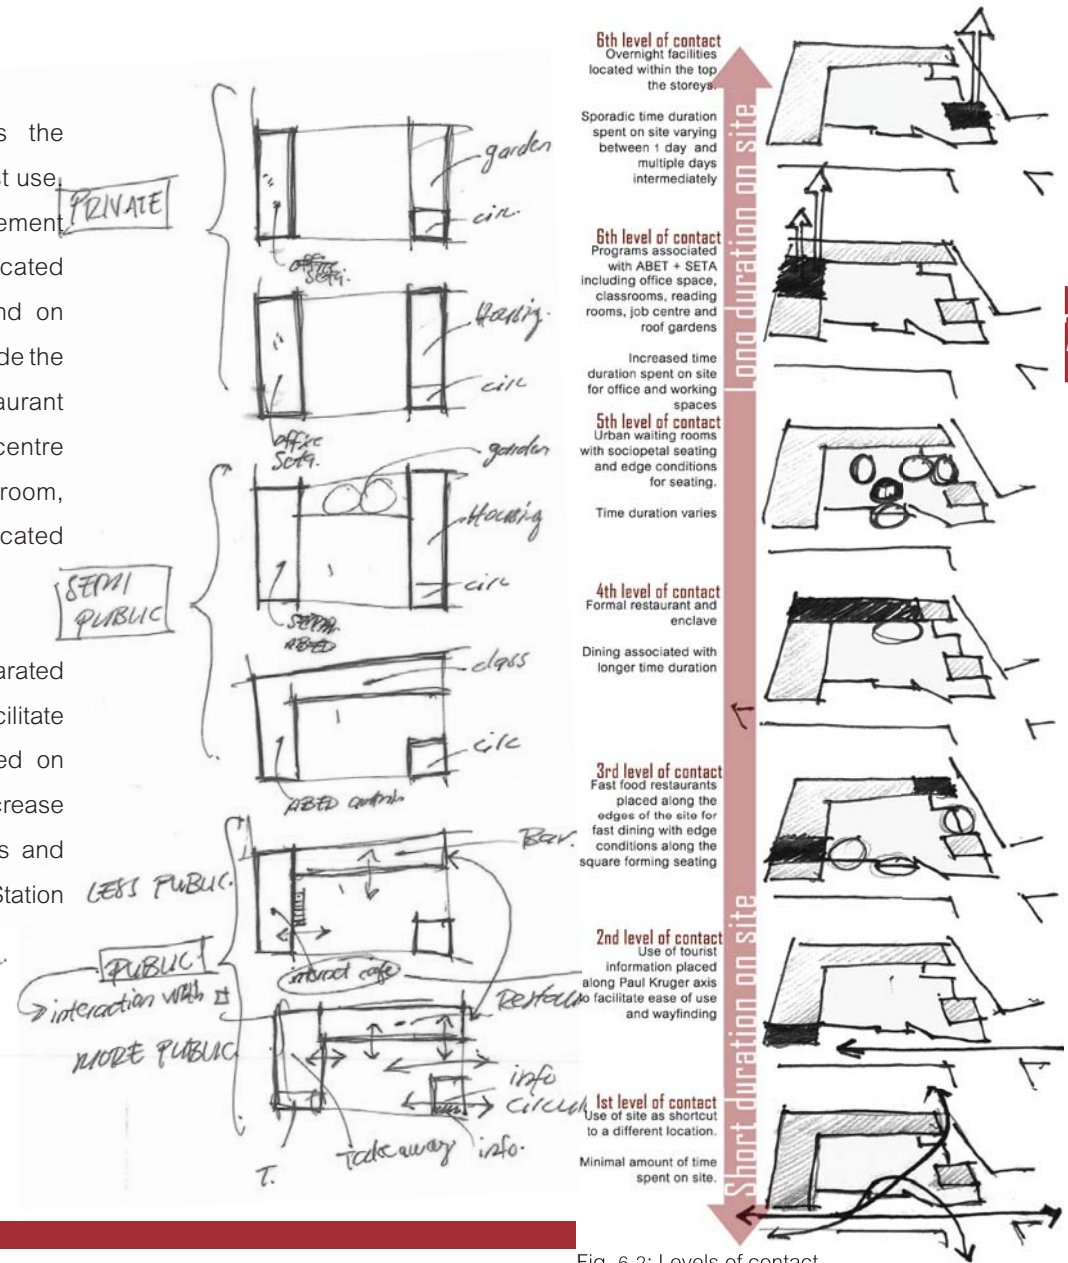 s the
st use,
ement
cated
nd on
de the
aurant
centre
room,
cated
arated
cilitate
ed on
crease
s and
Station
PRIVATE
garden
circ.
office
SETA.
Housing.
circ
office
SETA.
SEMI
PUBLIC
garden
Housing
circ
SETA
ABED
class
circ
ABED
LESS PUBLIC.
Bar.
PUBLIC!
interaction with
internet cafe
Restau
MORE PUBLIC
info
circul
Take away
info.
T.
6th level of contact
Overnight facilities
located within the top
the storeys.
Sporadic time duration
spent on site varying
between 1 day and
multiple days
intermediately
6th level of contact
Programs associated
with ABET + SETA
including office space,
classrooms, reading
rooms, job centre and
roof gardens
Increased time
duration spent on site
for office and working
spaces
5th level of contact
Urban waiting rooms
with sociopetal seating
and edge conditions
for seating.
Time duration varies
4th level of contact
Formal restaurant and
enclave
Dining associated with
longer time duration
3rd level of contact
Fast food restaurants
placed along the
edges of the site for
fast dining with edge
conditions along the
square forming seating
2nd level of contact
Use of tourist
information placed
along Paul Kruger axis
to facilitate ease of use
and wayfinding
1st level of contact
Use of site as shortcut
to a different location.
Minimal amount of time
spent on site.
Long duration on site
Short duration on site
Fig. 6.2: Levels of contact